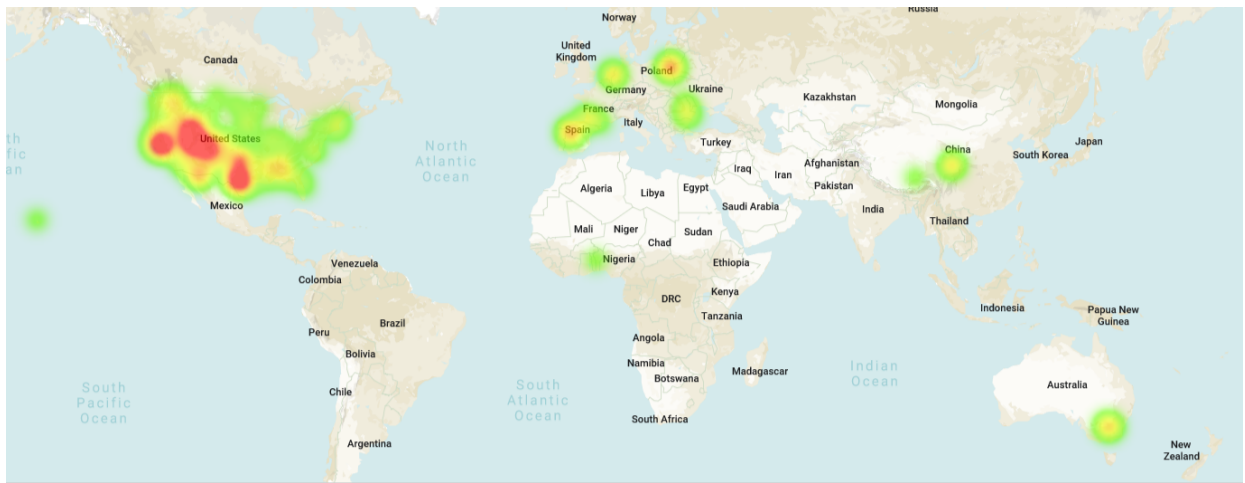 Russia
Norway
Canada
United
Kingdom
Poland
Germany
Ukraine
Kazakhstan
Mongolia
France
Italy
Spain
United States
Turkey
Japan
China
South Korea
North
Atlantic
Ocean
Iraq
Iran
Afghanistan
Pakistan
Algeria
Libya
Egypt
Mexico
Saudi Arabia
India
Thailand
Mali
Niger
Chad
Sudan
Nigeria
Ethiopia
Venezuela
Colombia
Kenya
DRC
Tanzania
Indonesia
Papua New
Guinea
Brazil
Peru
Angola
Bolivia
Namibia
Botswana
Madagascar
Indian
Ocean
Australia
Chile
South
Pacific
Ocean
South
Atlantic
Ocean
South Africa
Argentina
New
Zealand